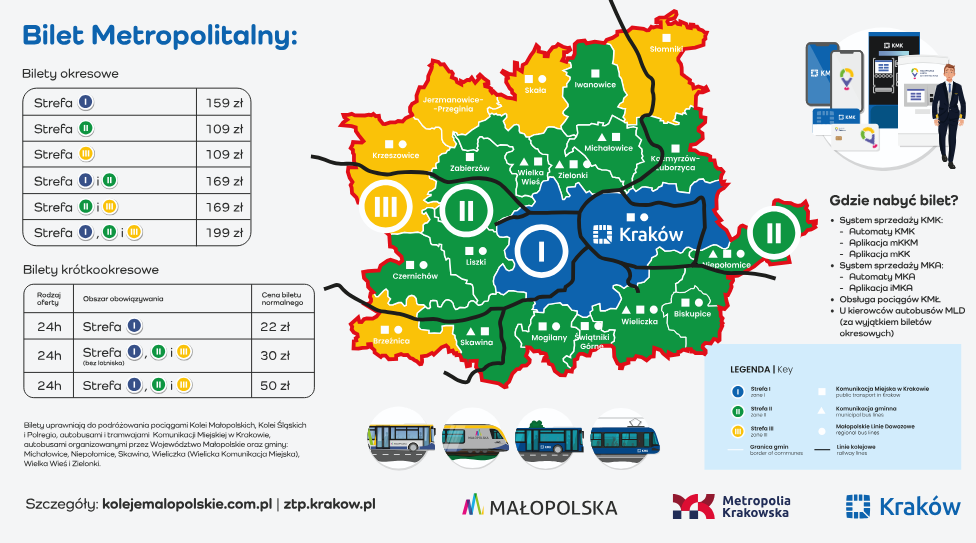 Bilet Metropolitalny:
Bilety okresowe
Strefa I 159 zł
Strefa II 109 zł
Strefa III 109 zł
Strefa I i II 169 zł
Strefa II i III 169 zł
Strefa I, II i III 199 zł
Bilety krótkookresowe
Rodzaj oferty Obszar obowiązywania Cena biletu normalnego
24h Strefa I 22 zł
24h Strefa I, II i III 30 zł
(bez lotniska)
24h Strefa I, II i III 50 zł
Bilety uprawniają do podróżowania pociągami Kolei Małopolskich, Kolei Śląskich
i Polregio, autobusami i tramwajami Komunikacji Miejskiej w Krakowie,
autobusami organizowanymi przez Województwo Małopolskie oraz gminy:
Michałowice, Niepołomice, Skawina, Wieliczka (Wielicka Komunikacja Miejska),
Wielka Wieś i Zielonki.
Słomniki
Skała
Iwanowice
Jerzmanowice-
-Przeginia
Krzeszowice
Zabierzów
Wielka
Wieś
Zielonki
Michałowice
Kocmyrzów-
-Luborzyca
III
II
I
Kraków
II
Niepołomice
Czernichów
Liszki
Brzeźnica
Skawina
Mogilany
Świątniki
Górne
Wieliczka
Biskupice
KMK
KMK
KMK
Gdzie nabyć bilet?
• System sprzedaży KMK:
- Automaty KMK
- Aplikacja mKKM
- Aplikacja mKK
• System sprzedaży MKA:
- Automaty MKA
- Aplikacja iMKA
• Obsługa pociągów KMŁ
• U kierowców autobusów MLD
(za wyjątkiem biletów
okresowych)
LEGENDA | Key
I Strefa I
zone I
II Strefa II
zone II
III Strefa III
zone III
Granica gmin
border of communes
Komunikacja Miejska w Krakowie
public transport in Krakow
Komunikacja gminna
municipal bus lines
Małopolskie Linie Dowozowe
regional bus lines
Linie kolejowe
railway lines
Szczegóły: kolejemalopolskie.com.pl | ztp.krakow.pl
MAŁOPOLSKA
Metropolia
Krakowska
Kraków